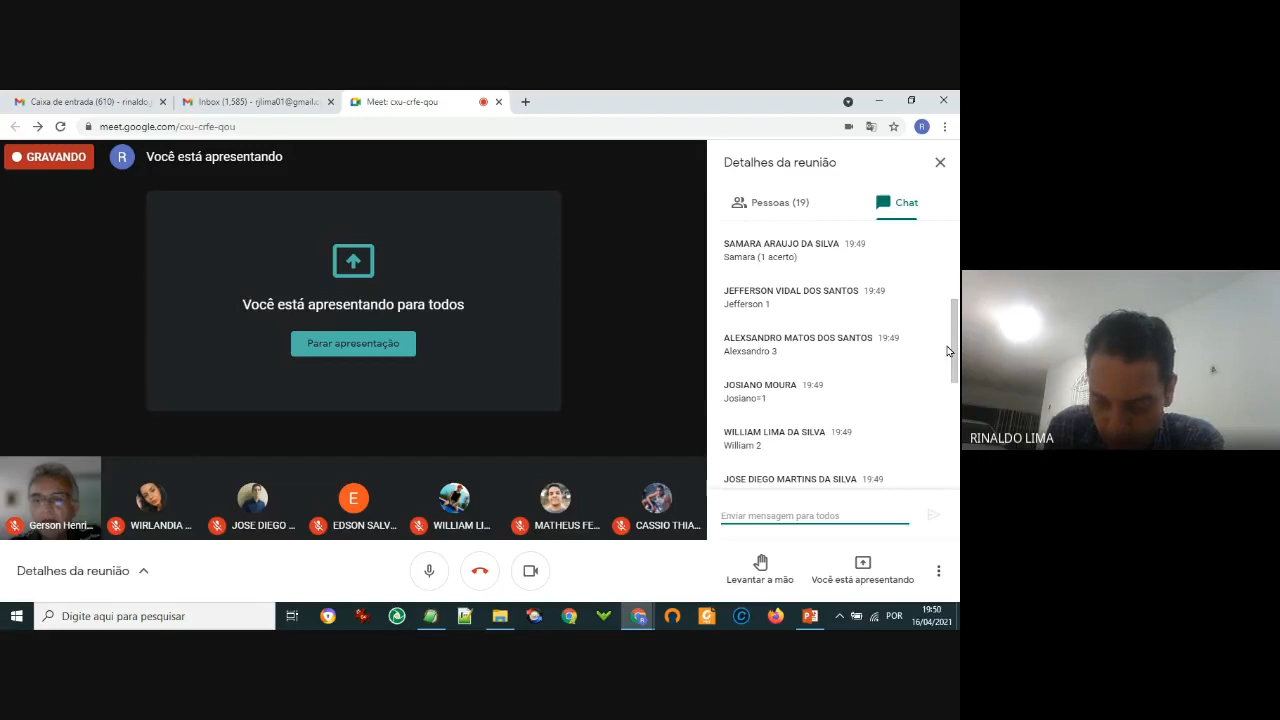 Caixa de entrada (610) - rinaldo.
Inbox (1.585) - rjlima01@gmail.c
Meet: cxu-crfe-qou
meet.google.com/cxu-crfe-qou
GRAVANDO
R
Você está apresentando
Você está apresentando para todos
Parar apresentação
Detalhes da reunião
Pessoas (19)
Chat
SAMARA ARAUJO DA SILVA 19:49
Samara (1 acerto)
JEFFERSON VIDAL DOS SANTOS 19:49
Jefferson 1
ALEXSANDRO MATOS DOS SANTOS 19:49
Alexsandro 3
JOSIANO MOURA 19:49
Josiano=1
WILLIAM LIMA DA SILVA 19:49
William 2
JOSE DIEGO MARTINS DA SILVA 19:49
Enviar mensagem para todos
RINALDO LIMA
E
Gerson Henri...
WIRLANDIA ...
JOSE DIEGO ...
EDSON SALV...
WILLIAM LI...
MATHEUS FE...
CASSIO THIA...
Detalhes da reunião
Levantar a mão
Você está apresentando
Digite aqui para pesquisar
POR
19:50
16/04/2021